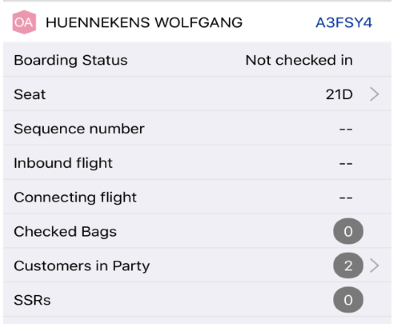 OA HUENNEKENS WOLFGANG A3FSY4
Boarding Status Not checked in
Seat 21D
Sequence number --
Inbound flight --
Connecting flight --
Checked Bags 0
Customers in Party 2
SSRs 0